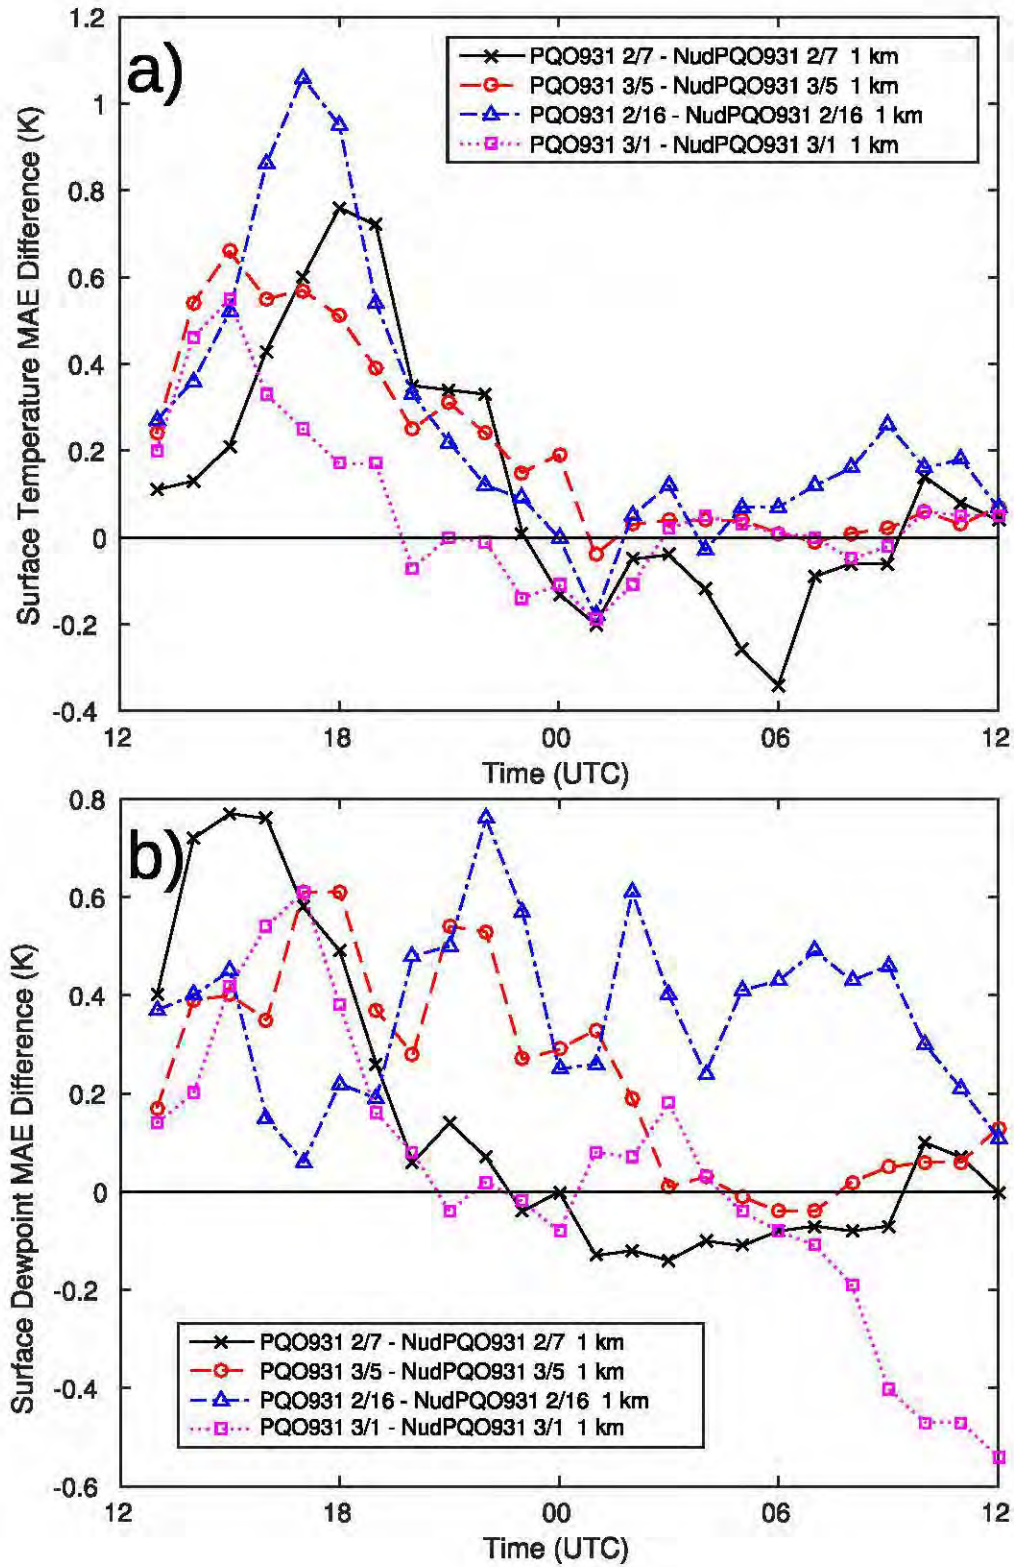 a)
PQO931 2/7 - NudPQO931 2/7 1 km
PQO931 3/5 - NudPQO931 3/5 1 km
PQO931 2/16 - NudPQO931 2/16 1 km
PQO931 3/1 - NudPQO931 3/1 1 km
Surface Temperature MAE Difference (K)
1.2
1
0.8
0.6
0.4
0.2
0
-0.2
-0.4
12
18
00
06
12
Time (UTC)
b)
Surface Dewpoint MAE Difference (K)
0.8
0.6
0.4
0.2
0
-0.2
-0.4
-0.6
PQO931 2/7 - NudPQO931 2/7 1 km
PQO931 3/5 - NudPQO931 3/5 1 km
PQO931 2/16 - NudPQO931 2/16 1 km
PQO931 3/1 - NudPQO931 3/1 1 km
12
18
00
06
12
Time (UTC)